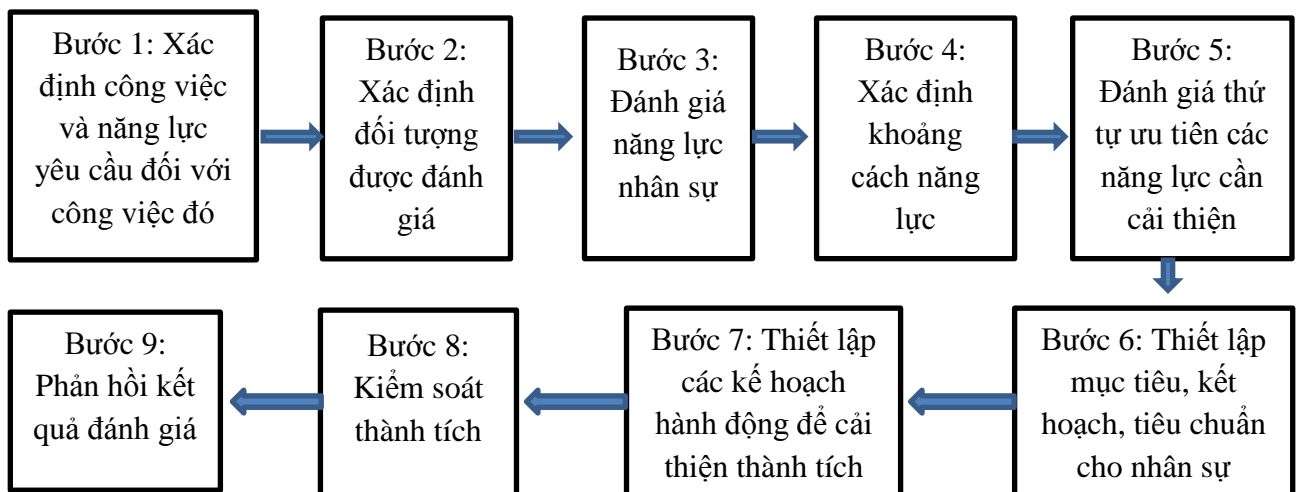 Bước 1: Xác
định công việc
và năng lực
yêu cầu đối với
công việc đó
Bước 2:
Xác định
đối tượng
được đánh
giá
Bước 3:
Đánh giá
năng lực
nhân sự
Bước 4:
Xác định
khoảng
cách năng
lực
Bước 5:
Đánh giá thứ
tự ưu tiên các
năng lực cần
cải thiện
Bước 6: Thiết lập
mục tiêu, kết
hoạch, tiêu chuẩn
cho nhân sự
Bước 7: Thiết lập
các kế hoạch
hành động để cải
thiện thành tích
Bước 8:
Kiểm soát
thành tích
Bước 9:
Phản hồi kết
quả đánh giá